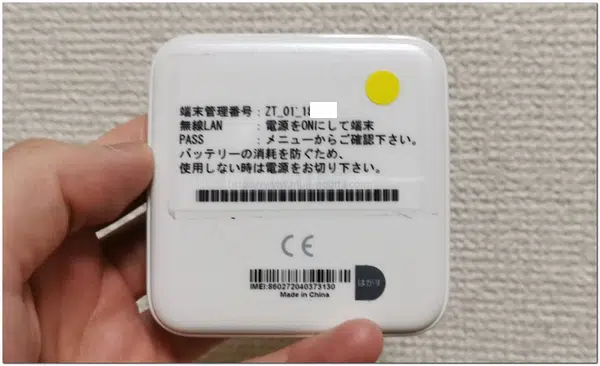 端末管理番号：ZT_01_1
無線LAN　　：電源をONにして端末
PASS　　　：メニューからご確認下さい。
バッテリーの消耗を防ぐため、
使用しない時は電源をお切り下さい。
CE
はがす
IMEI:860272040373130
Made in China